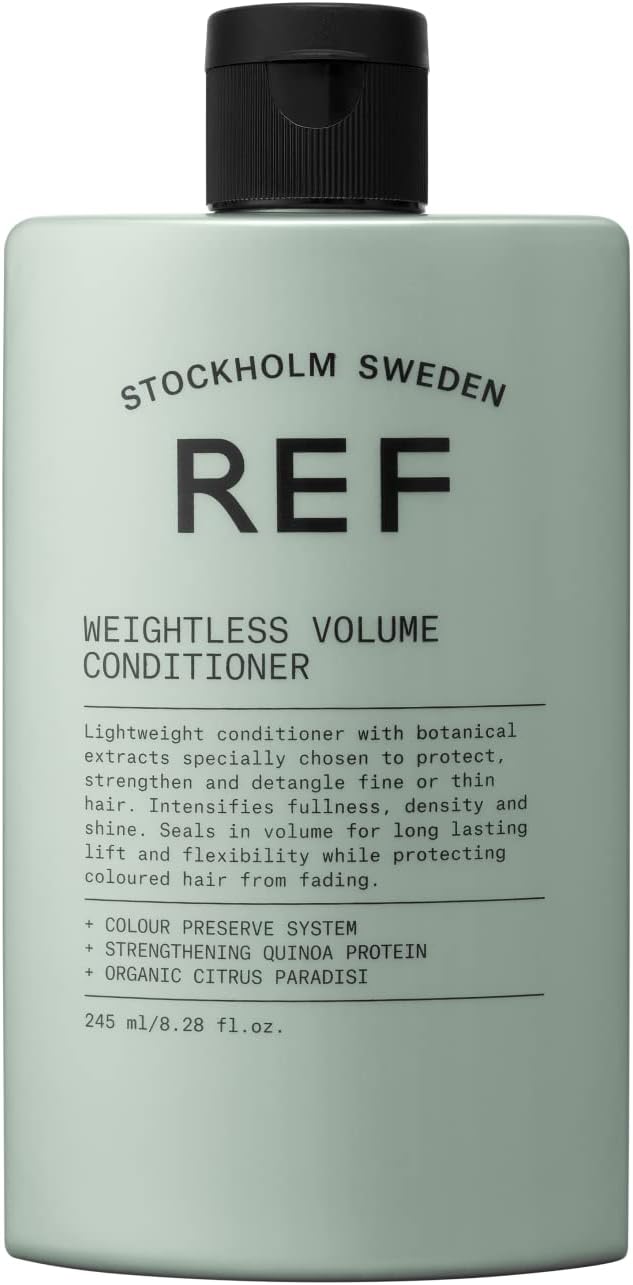 STOCKHOLM SWEDEN
REF
WEIGHTLESS VOLUME
CONDITIONER
Lightweight conditioner with botanical
extracts specially chosen to protect,
strengthen and detangle fine or thin
hair. Intensifies fullness, density and
shine. Seals in volume for long lasting
lift and flexibility while protecting
coloured hair from fading.
+ COLOUR PRESERVE SYSTEM
+ STRENGTHENING QUINOA PROTEIN
+ ORGANIC CITRUS PARADISI
245 ml/8.28 fl.oz.